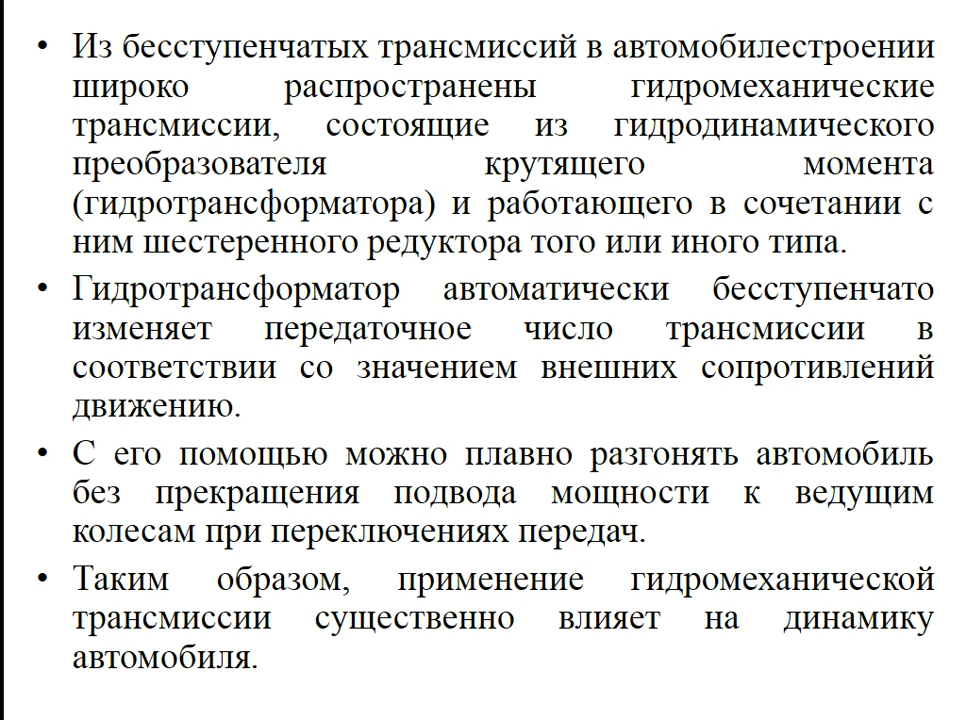 • Из бесступенчатых трансмиссий в автомобилестроении
широко распространены гидромеханические
трансмиссии, состоящие из гидродинамического
преобразователя крутящего момента
(гидротрансформатора) и работающего в сочетании с
ним шестеренного редуктора того или иного типа.
• Гидротрансформатор автоматически бесступенчато
изменяет передаточное число трансмиссии в
соответствии со значением внешних сопротивлений
движению.
• С его помощью можно плавно разгонять автомобиль
без прекращения подвода мощности к ведущим
колесам при переключениях передач.
• Таким образом, применение гидромеханической
трансмиссии существенно влияет на динамику
автомобиля.